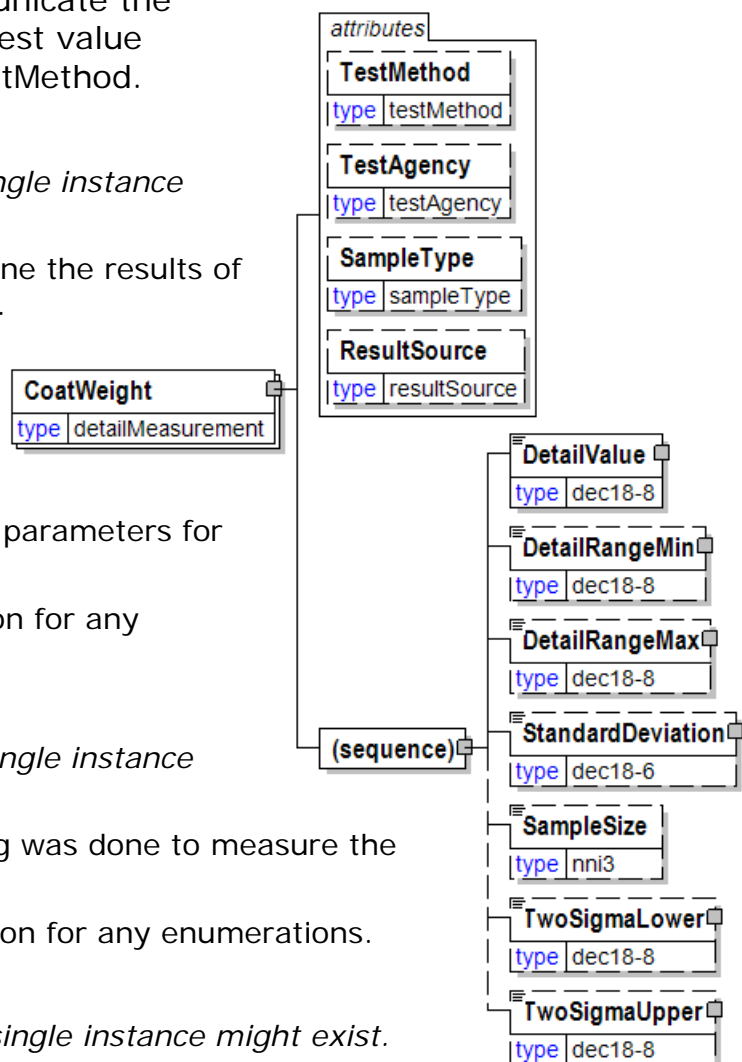 unicate the
est value
tMethod.
ngle instance
ne the results of
.
parameters for
on for any
ngle instance
g was done to measure the
on for any enumerations.
single instance might exist.
CoatWeight
type detailMeasurement
attributes
TestMethod
type testMethod
TestAgency
type testAgency
SampleType
type sampleType
ResultSource
type resultSource
(sequence)
DetailValue
type dec18-8
DetailRangeMin
type dec18-8
DetailRangeMax
type dec18-8
StandardDeviation
type dec18-6
SampleSize
type nni3
TwoSigmaLower
type dec18-8
TwoSigmaUpper
type dec18-8